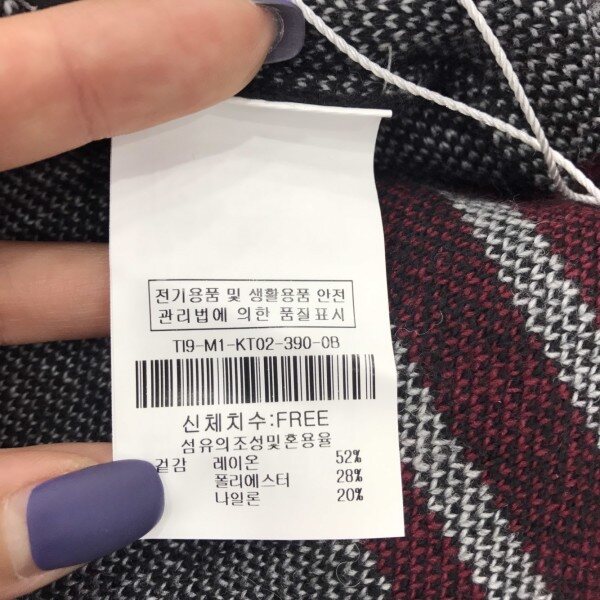 전기용품 및 생활용품 안전
관리법에 의한 품질표시
TI9-M1-KT02-390-0B
신체치수:FREE
섬유의조성및혼용율
겉감 레이온 52%
폴리에스터 28%
나일론 20%